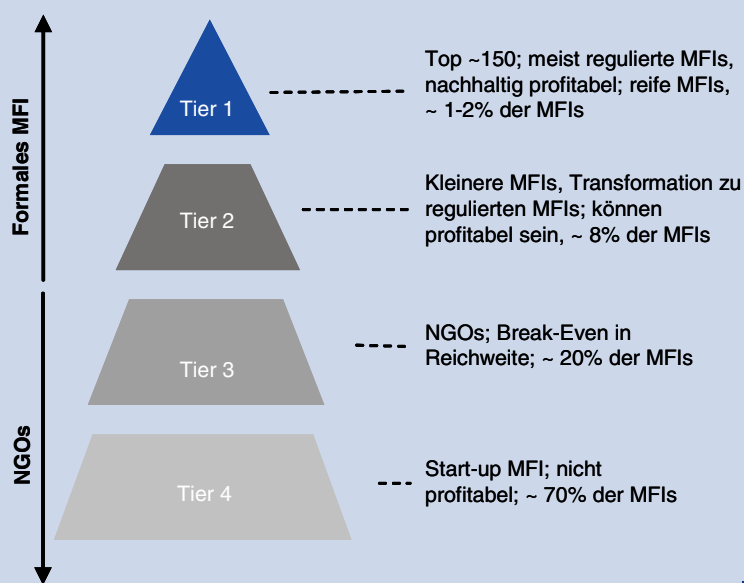 Formales MFI
Tier 1
Top ~150; meist regulierte MFIs,
nachhaltig profitabel; reife MFIs,
~ 1-2% der MFIs
Tier 2
Kleinere MFIs, Transformation zu
regulierten MFIs; können
profitabel sein, ~ 8% der MFIs
NGOs
Tier 3
NGOs; Break-Even in
Reichweite; ~ 20% der MFIs
Tier 4
Start-up MFI; nicht
profitabel; ~ 70% der MFIs